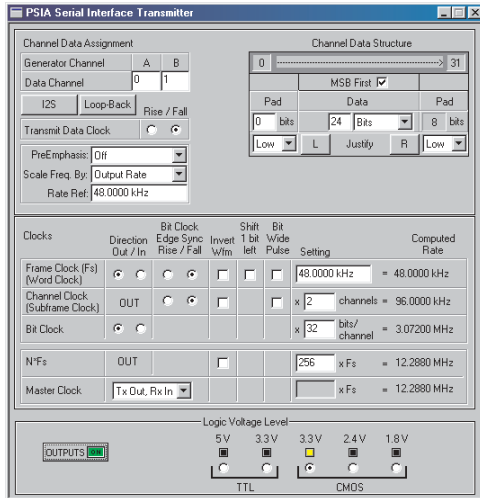 PSIA Serial Interface Transmitter
Channel Data Assignment
Generator Channel A B
Data Channel 0 1
I2S Loop-Back Rise / Fall
Transmit Data Clock
PreEmphasis: Off
Scale Freq. By: Output Rate
Rate Ref: 48.0000 kHz
Channel Data Structure
0 31
MSB First
Pad Data Pad
0 bits 24 Bits 8 bits
Low L Justify R Low
Clocks Direction Out / In Bit Clock Edge Sync Rise / Fall Invert Wfm Shift 1 bit left Bit Wide Pulse Setting Computed Rate
Frame Clock (Fs) (Word Clock) 48.0000 kHz = 48.0000 kHz
Channel Clock (Subframe Clock) OUT x 2 channels = 96.0000 kHz
Bit Clock x 32 bits/ channel = 3.07200 MHz
N*Fs OUT 256 x Fs = 12.2880 MHz
Master Clock Tx Out, Rx In x Fs = 12.2880 MHz
Logic Voltage Level
OUTPUTS ON
5 V 3.3 V 3.3 V 2.4 V 1.8 V
TTL CMOS